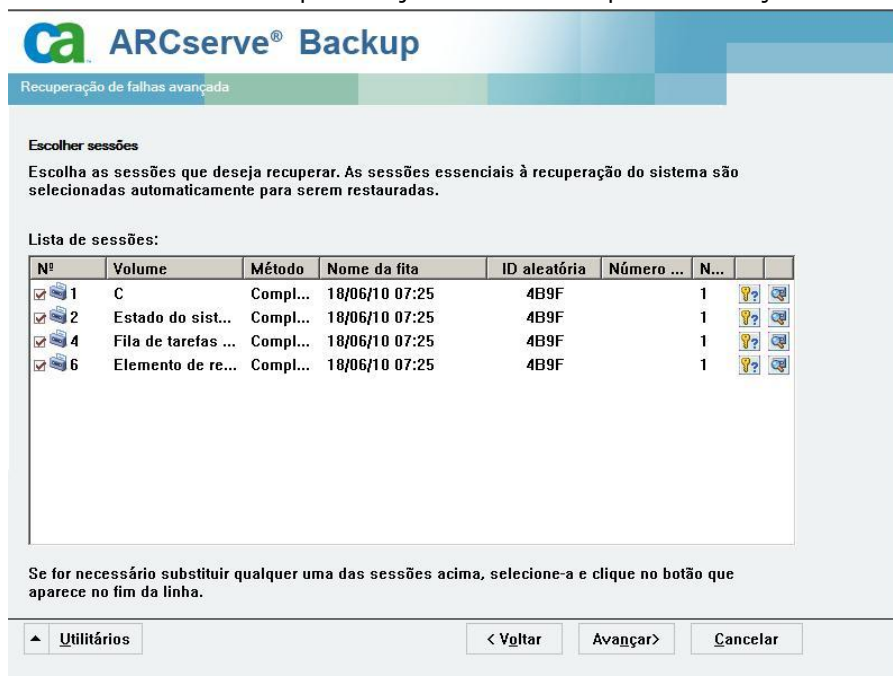 ca ARCserve® Backup
Recuperação de falhas avançada
Escolher sessões
Escolha as sessões que deseja recuperar. As sessões essenciais à recuperação do sistema são
selecionadas automaticamente para serem restauradas.
Lista de sessões:
Nº Volume Método Nome da fita ID aleatória Número ... N...
1 C Compl... 18/06/10 07:25 4B9F 1
2 Estado do sist... Compl... 18/06/10 07:25 4B9F 1
4 Fila de tarefas ... Compl... 18/06/10 07:25 4B9F 1
6 Elemento de re... Compl... 18/06/10 07:25 4B9F 1
Se for necessário substituir qualquer uma das sessões acima, selecione-a e clique no botão que
aparece no fim da linha.
Utilitários < Voltar Avançar> Cancelar